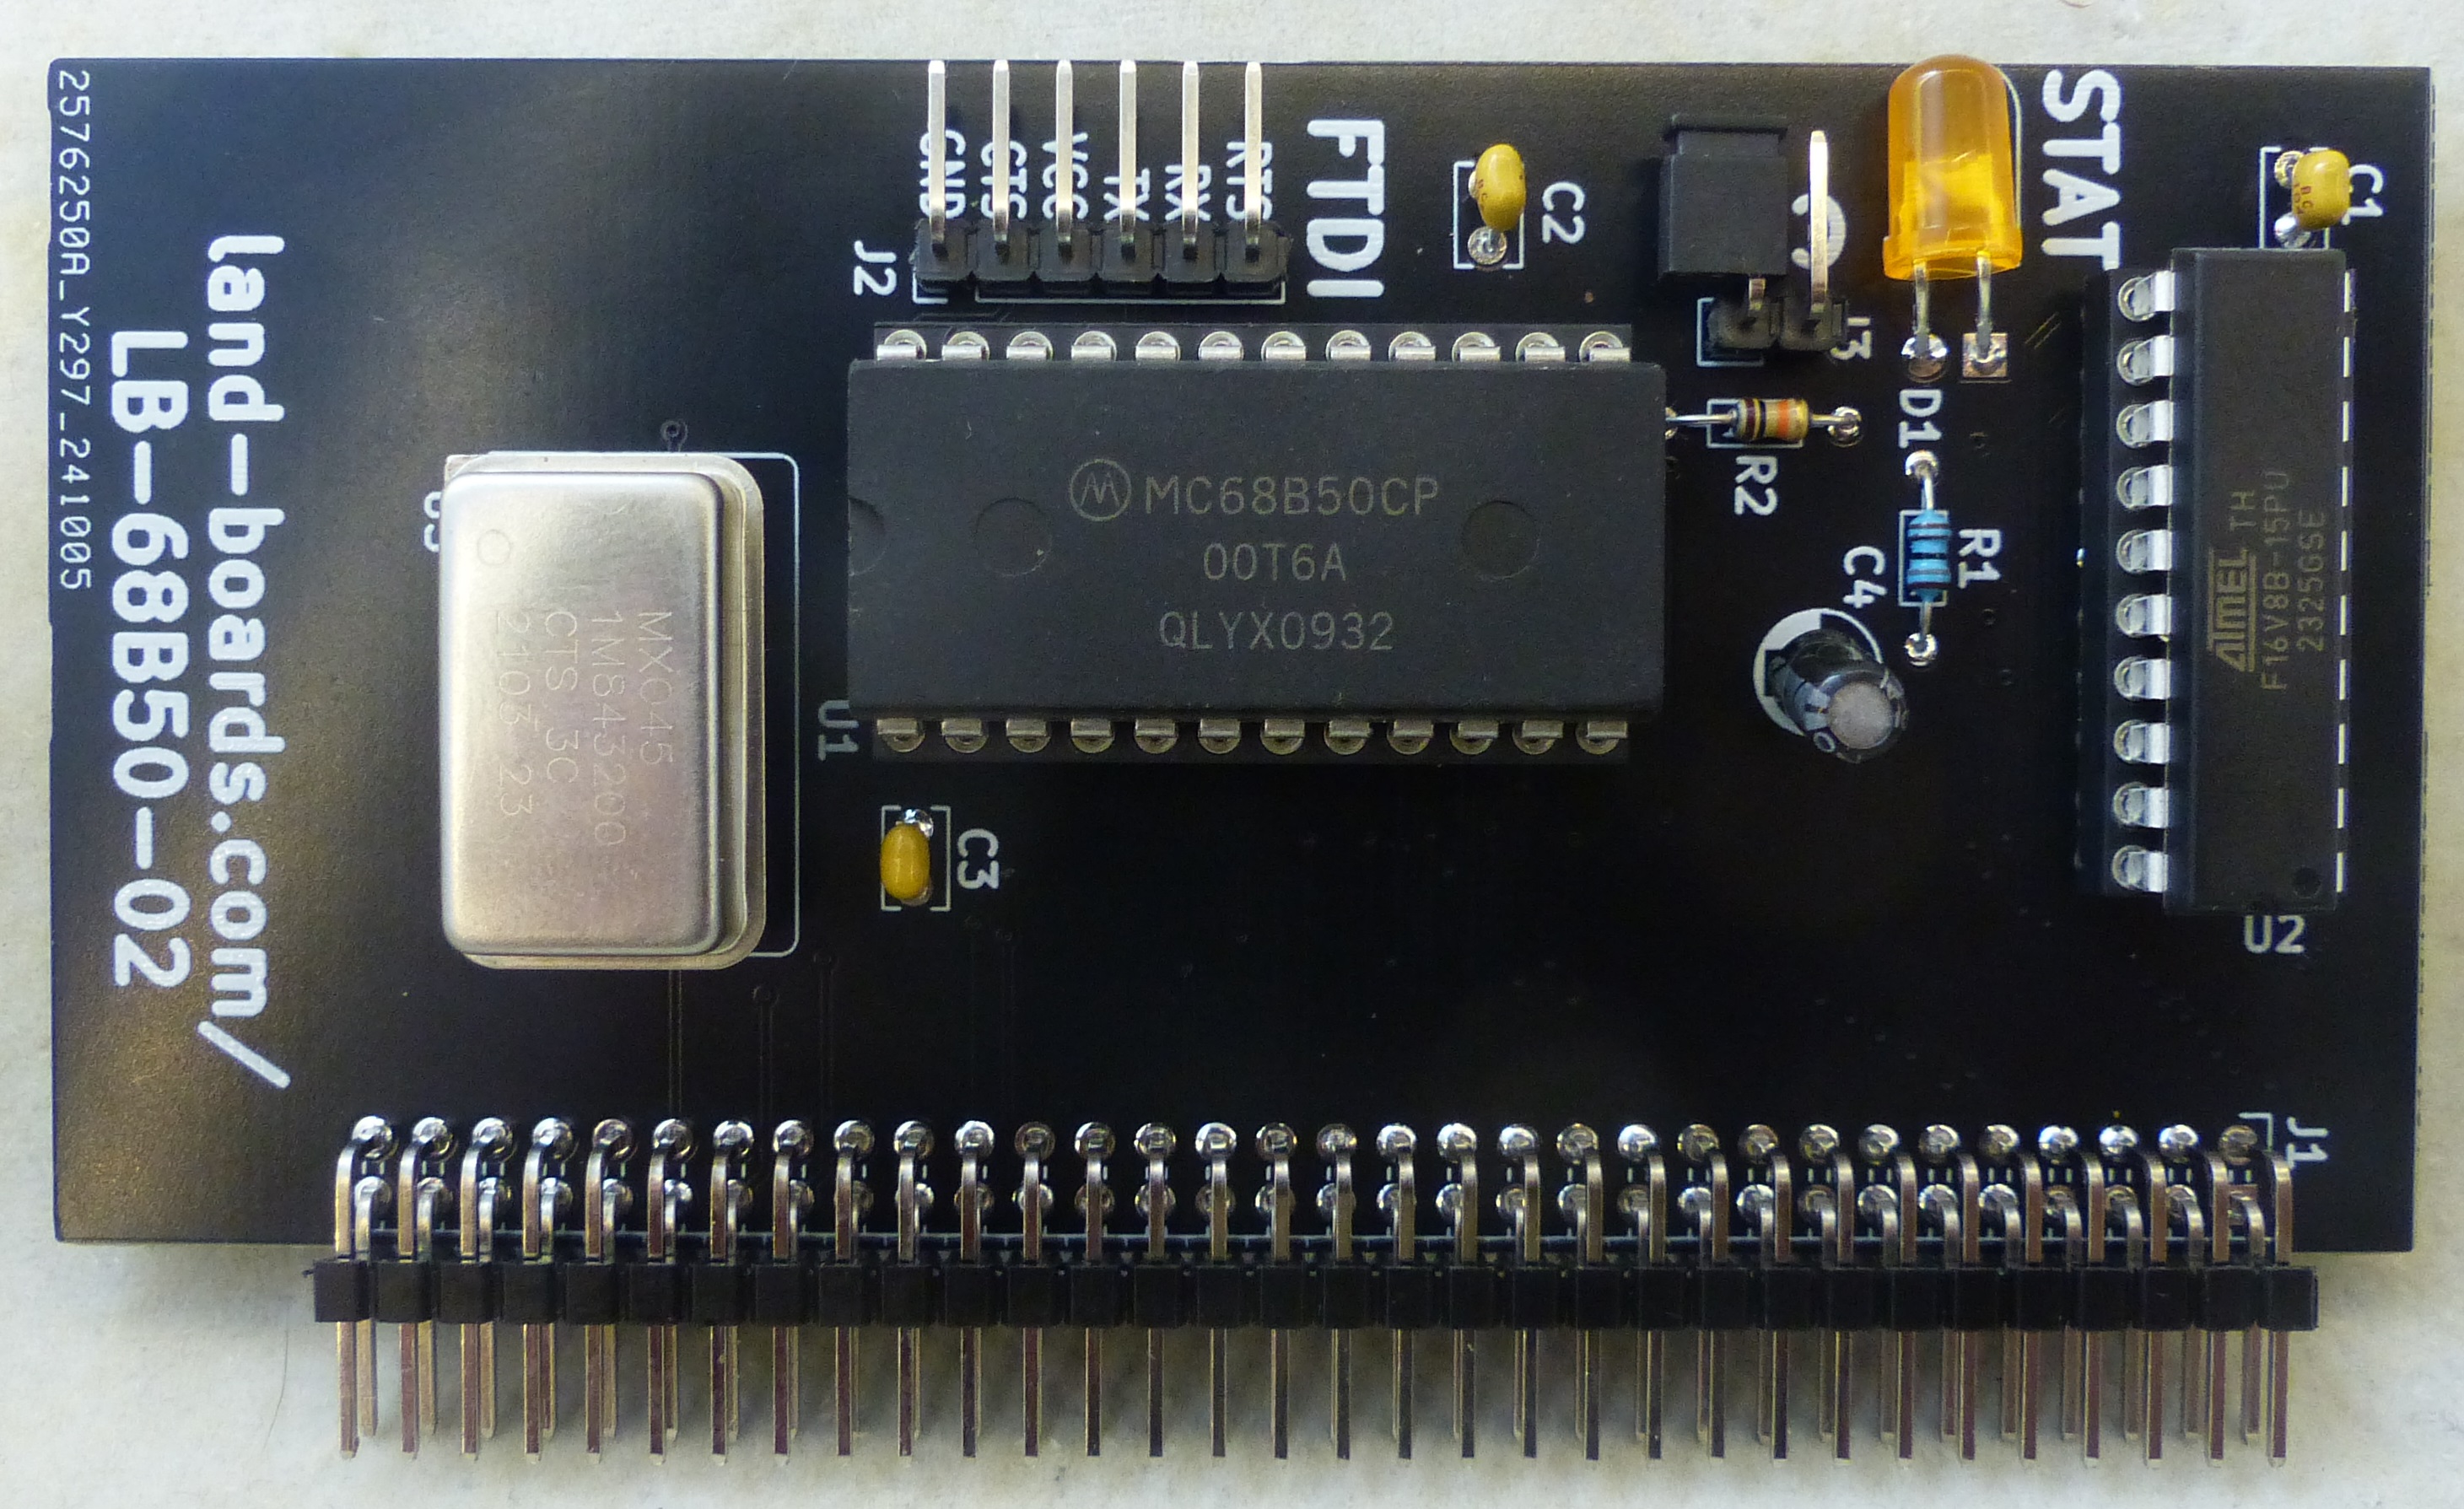 25762250A_Y297_241005
land-boards.com/
LB-68B50-02
GND
CTS
VCC
TX
RX
RTS
J2
FTDI
C2
J3
STAT
D1
C1
MC68B50CP
00T6A
QLYX0932
U1
R2
R1
C4
MXO45
1M843200
CTS 3C
2103-23
C3
ATMEL TH
F16V8B-15PU
2325GSE
U2
J1